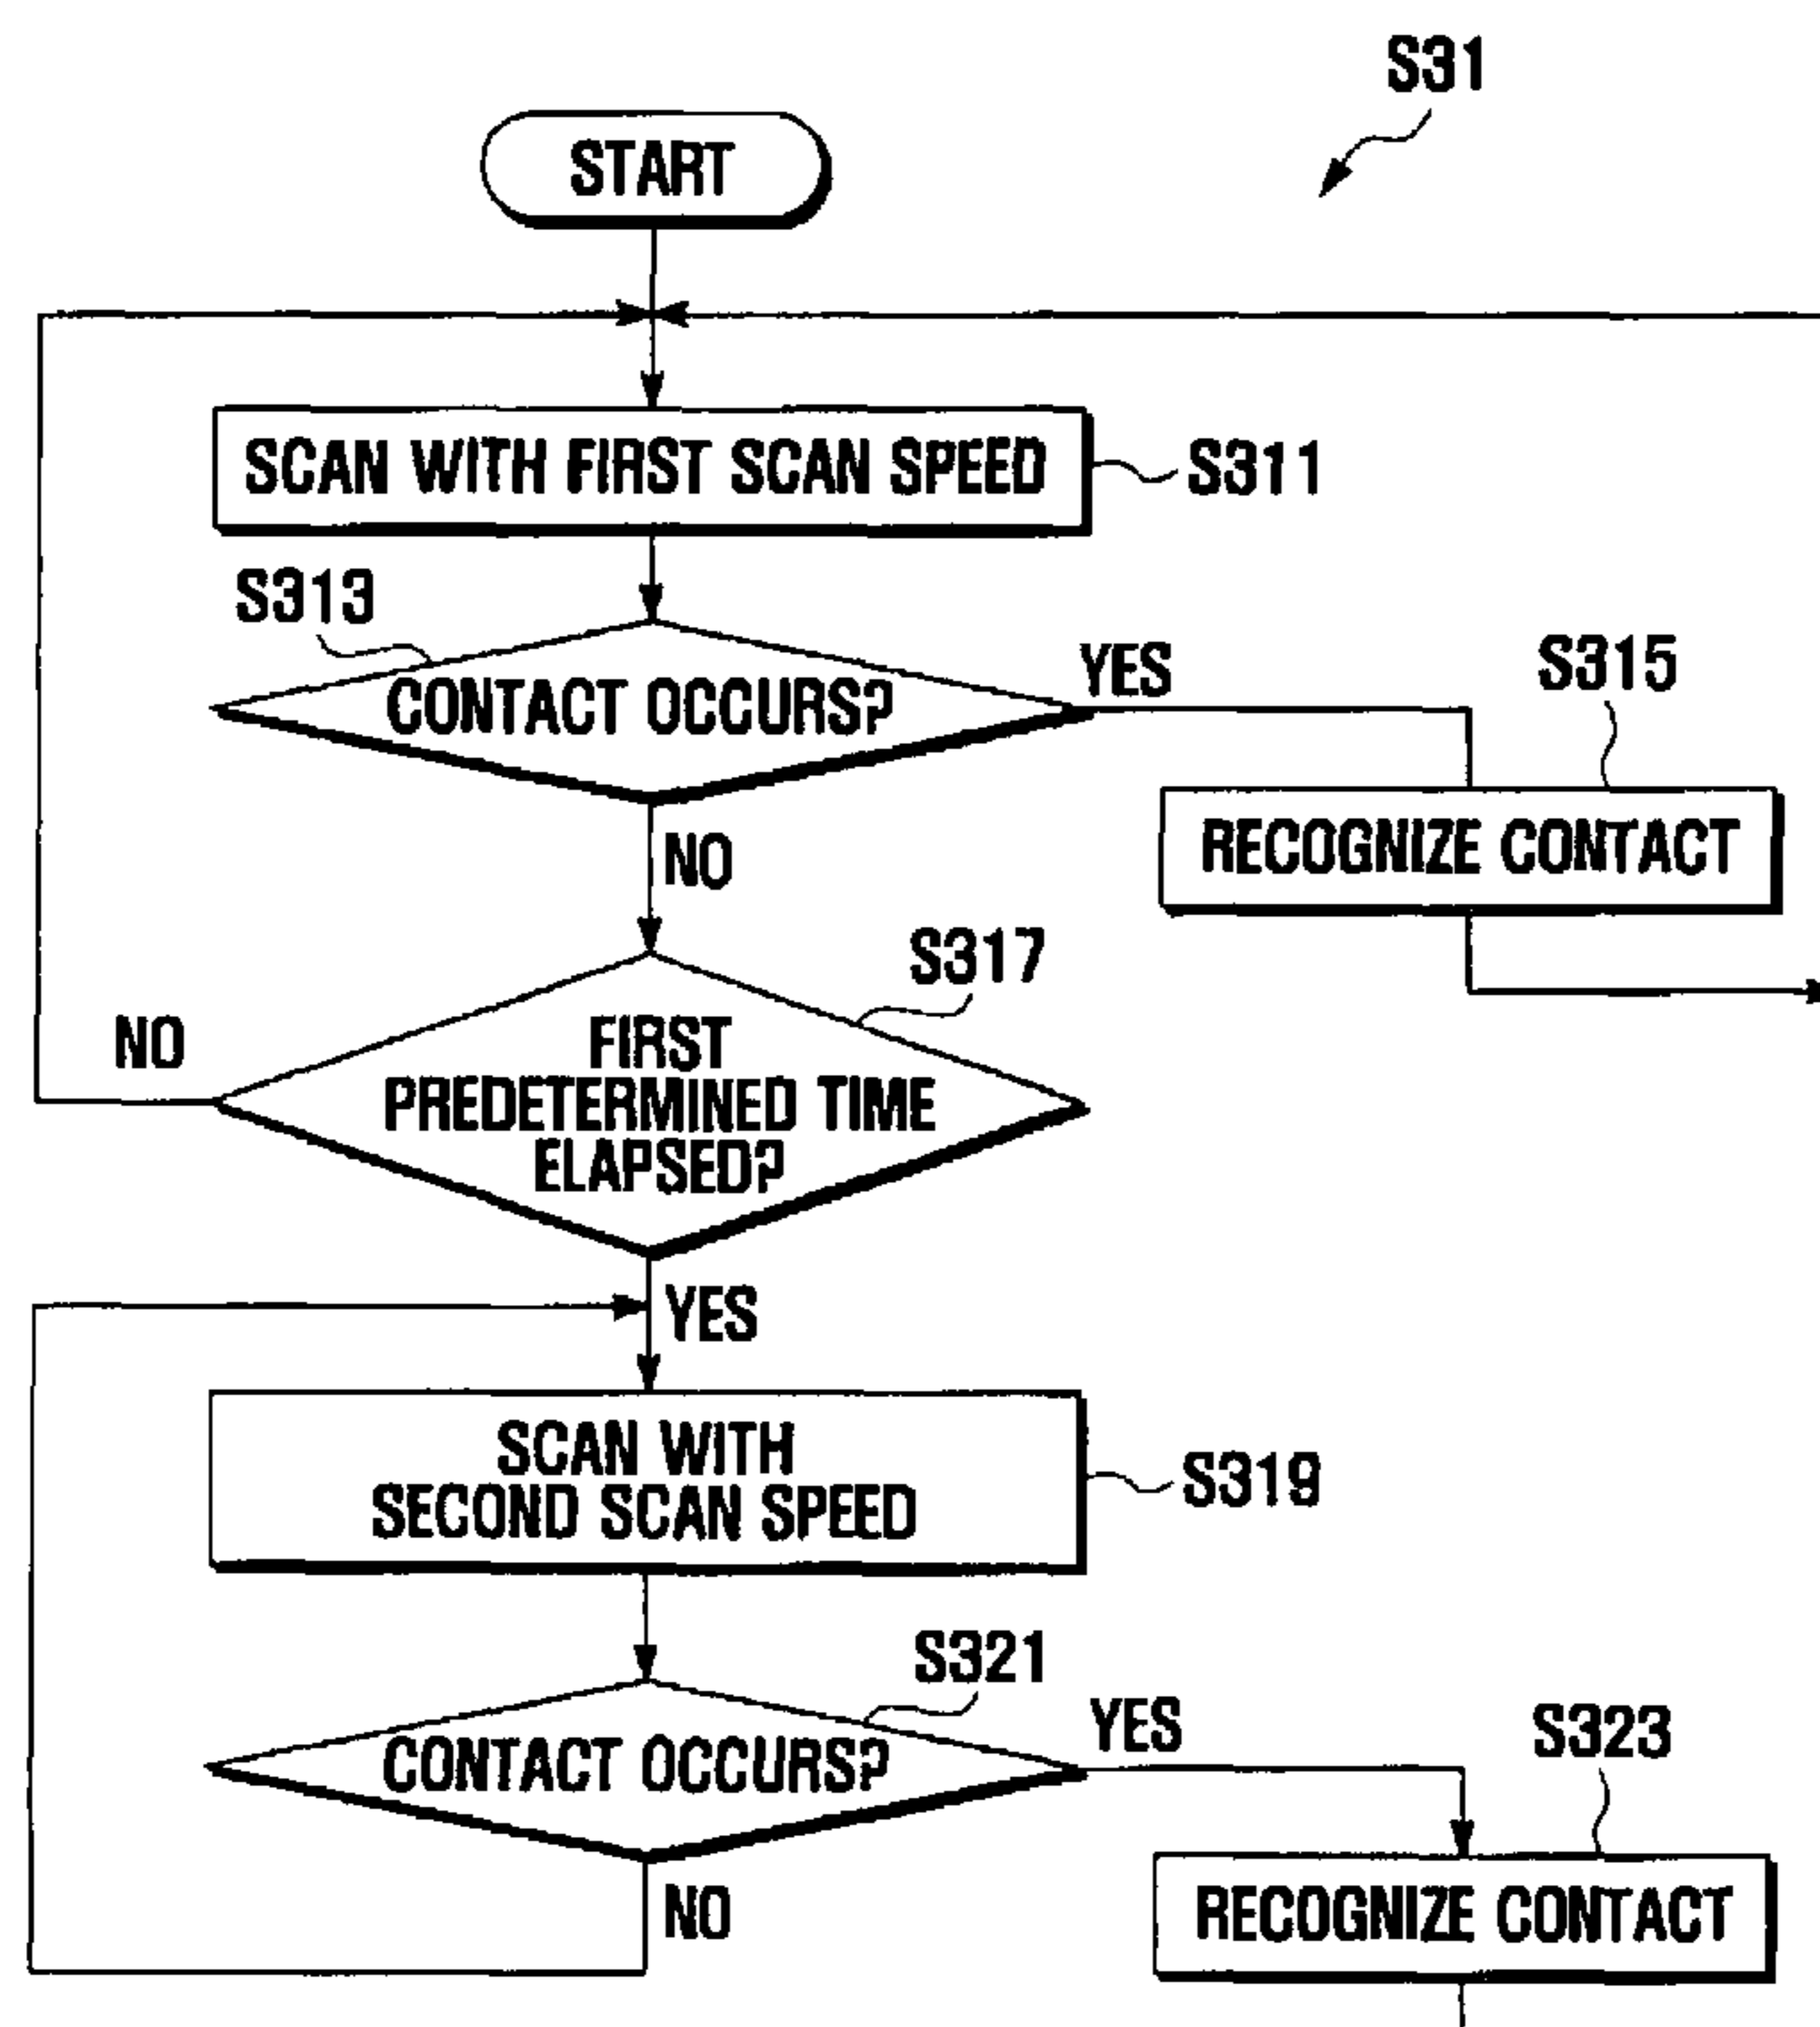 S31
START
SCAN WITH FIRST SCAN SPEED
S311
S313
CONTACT OCCURS?
YES
S315
RECOGNIZE CONTACT
NO
S317
NO
FIRST
PREDETERMINED TIME
ELAPSED?
YES
SCAN WITH
SECOND SCAN SPEED
S319
S321
CONTACT OCCURS?
YES
S323
RECOGNIZE CONTACT
NO